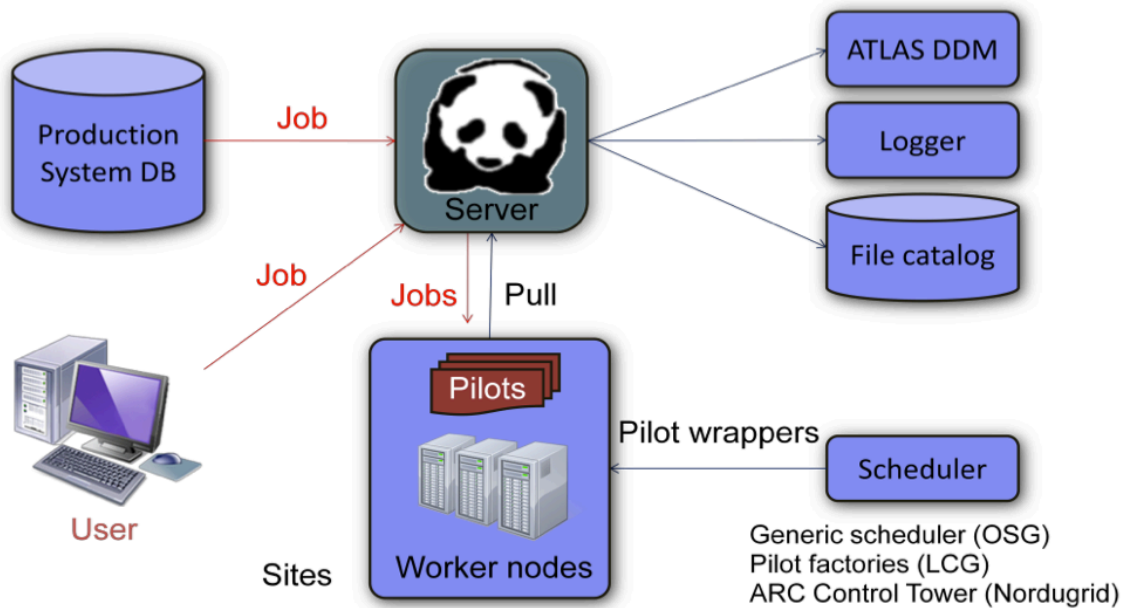 ATLAS DDM
Job
Production
System DB
Logger
Server
File catalog
Job
Jobs
Pull
Pilots
Pilot wrappers
Scheduler
User
Sites
Worker nodes
Generic scheduler (OSG)
Pilot factories (LCG)
ARC Control Tower (Nordugrid)